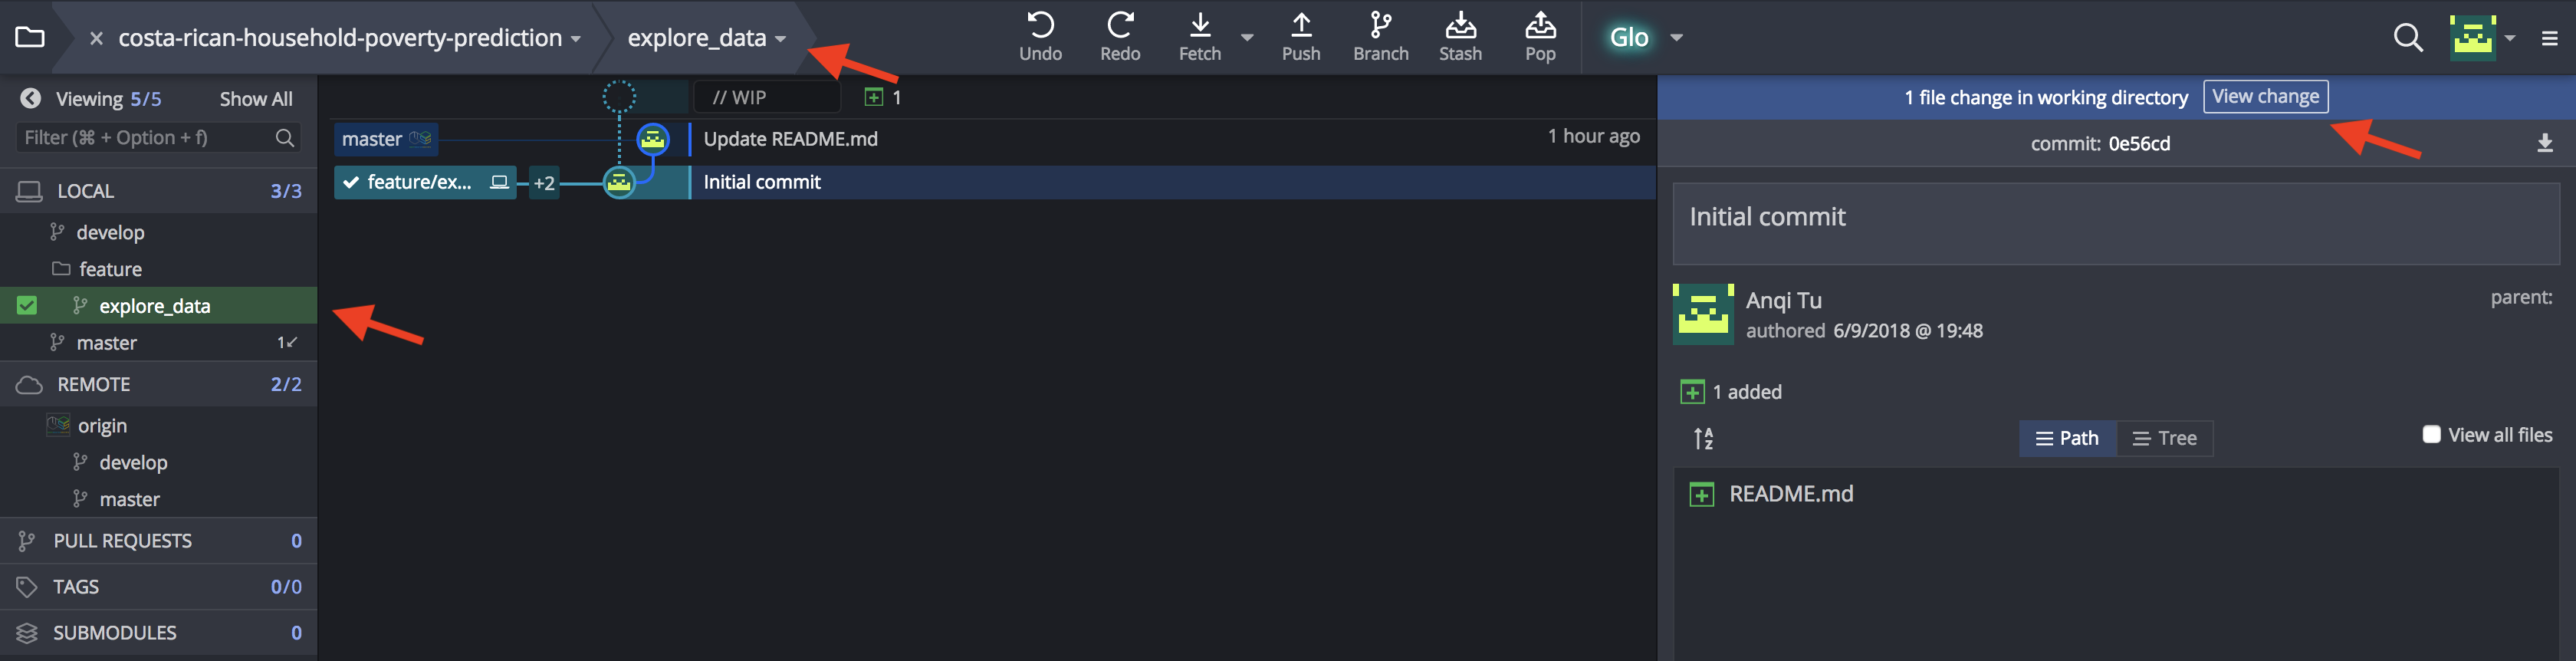 costa-rican-household-poverty-prediction
explore_data
Undo
Redo
Fetch
Push
Branch
Stash
Pop
Glo
Viewing 5/5 Show All
Filter (⌘ + Option + f)
LOCAL 3/3
develop
feature
explore_data
master 1↙
REMOTE 2/2
origin
develop
master
PULL REQUESTS 0
TAGS 0/0
SUBMODULES 0
// WIP 1
master Update README.md 1 hour ago
feature/ex... +2 Initial commit
1 file change in working directory View change
commit: 0e56cd
Initial commit
Anqi Tu
parent:
authored 6/9/2018 @ 19:48
1 added
Path Tree View all files
README.md